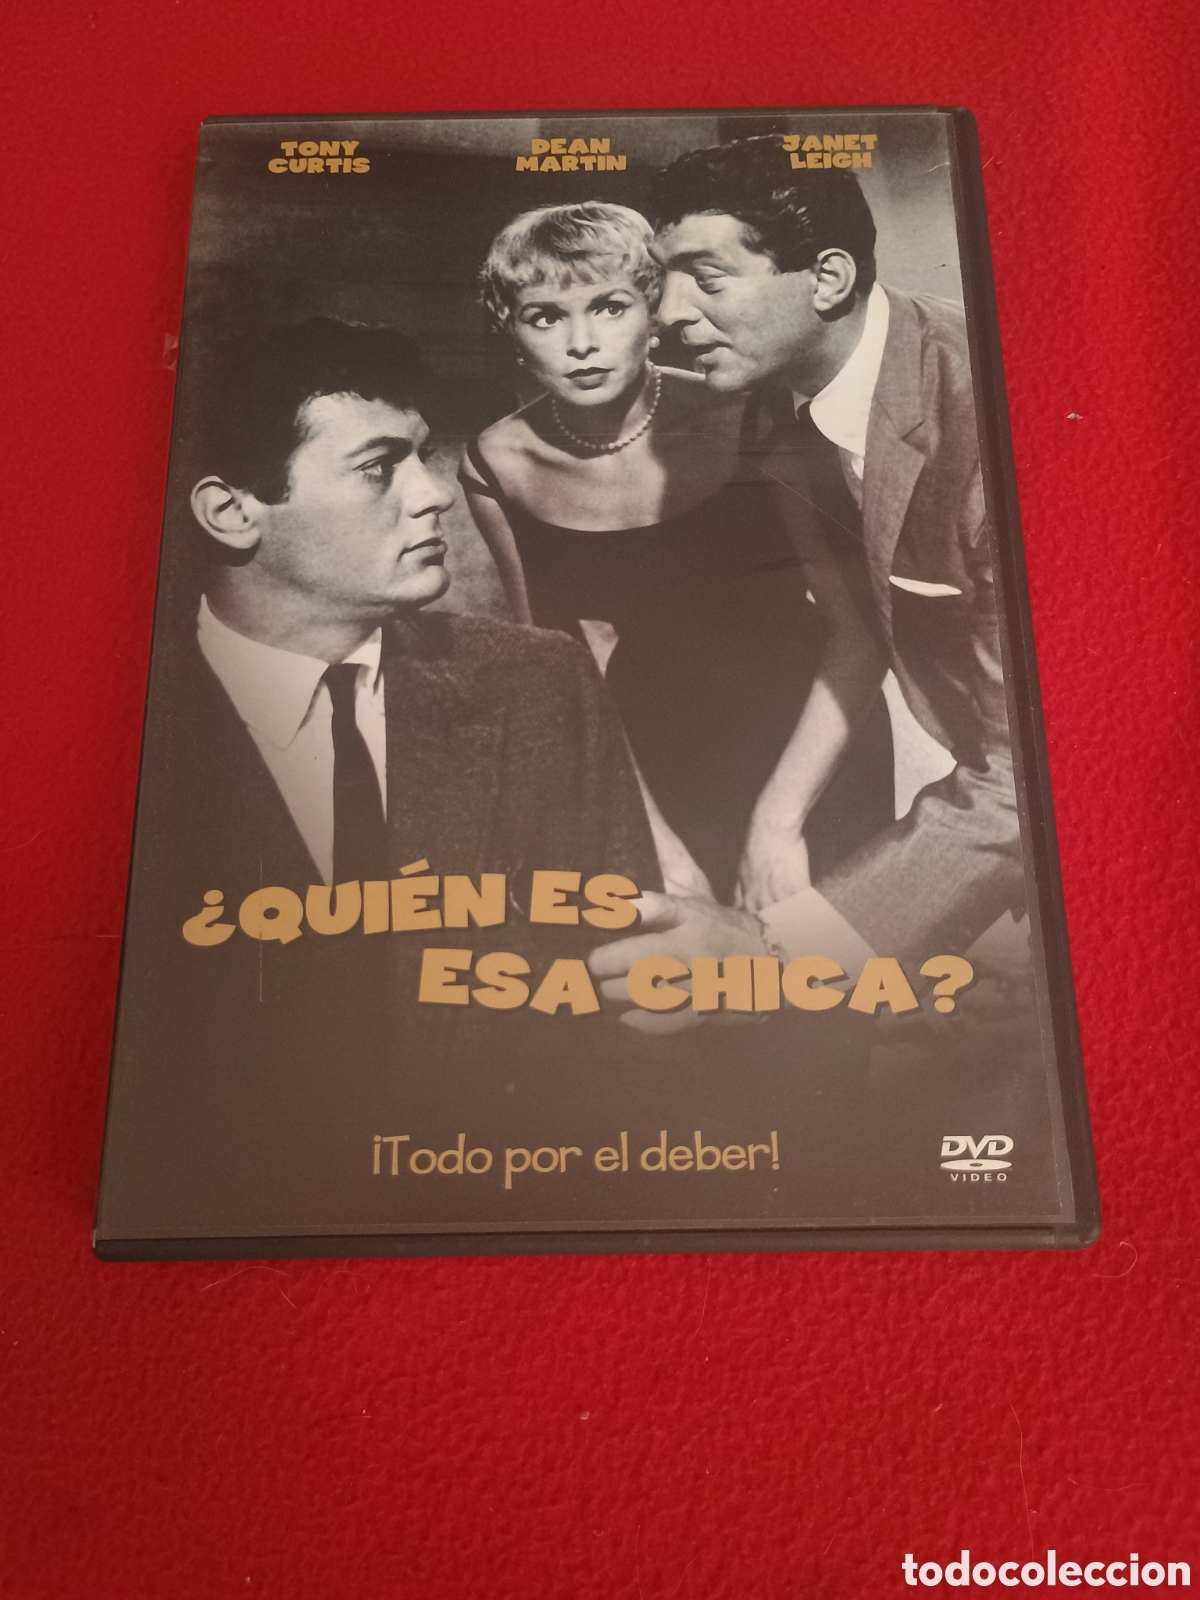 TONY
CURTIS
DEAN
MARTIN
JANET
LEIGH
¿QUIÉN ES
ESA CHICA?
¡Todo por el deber!
DVD
VIDEO
todocoleccion